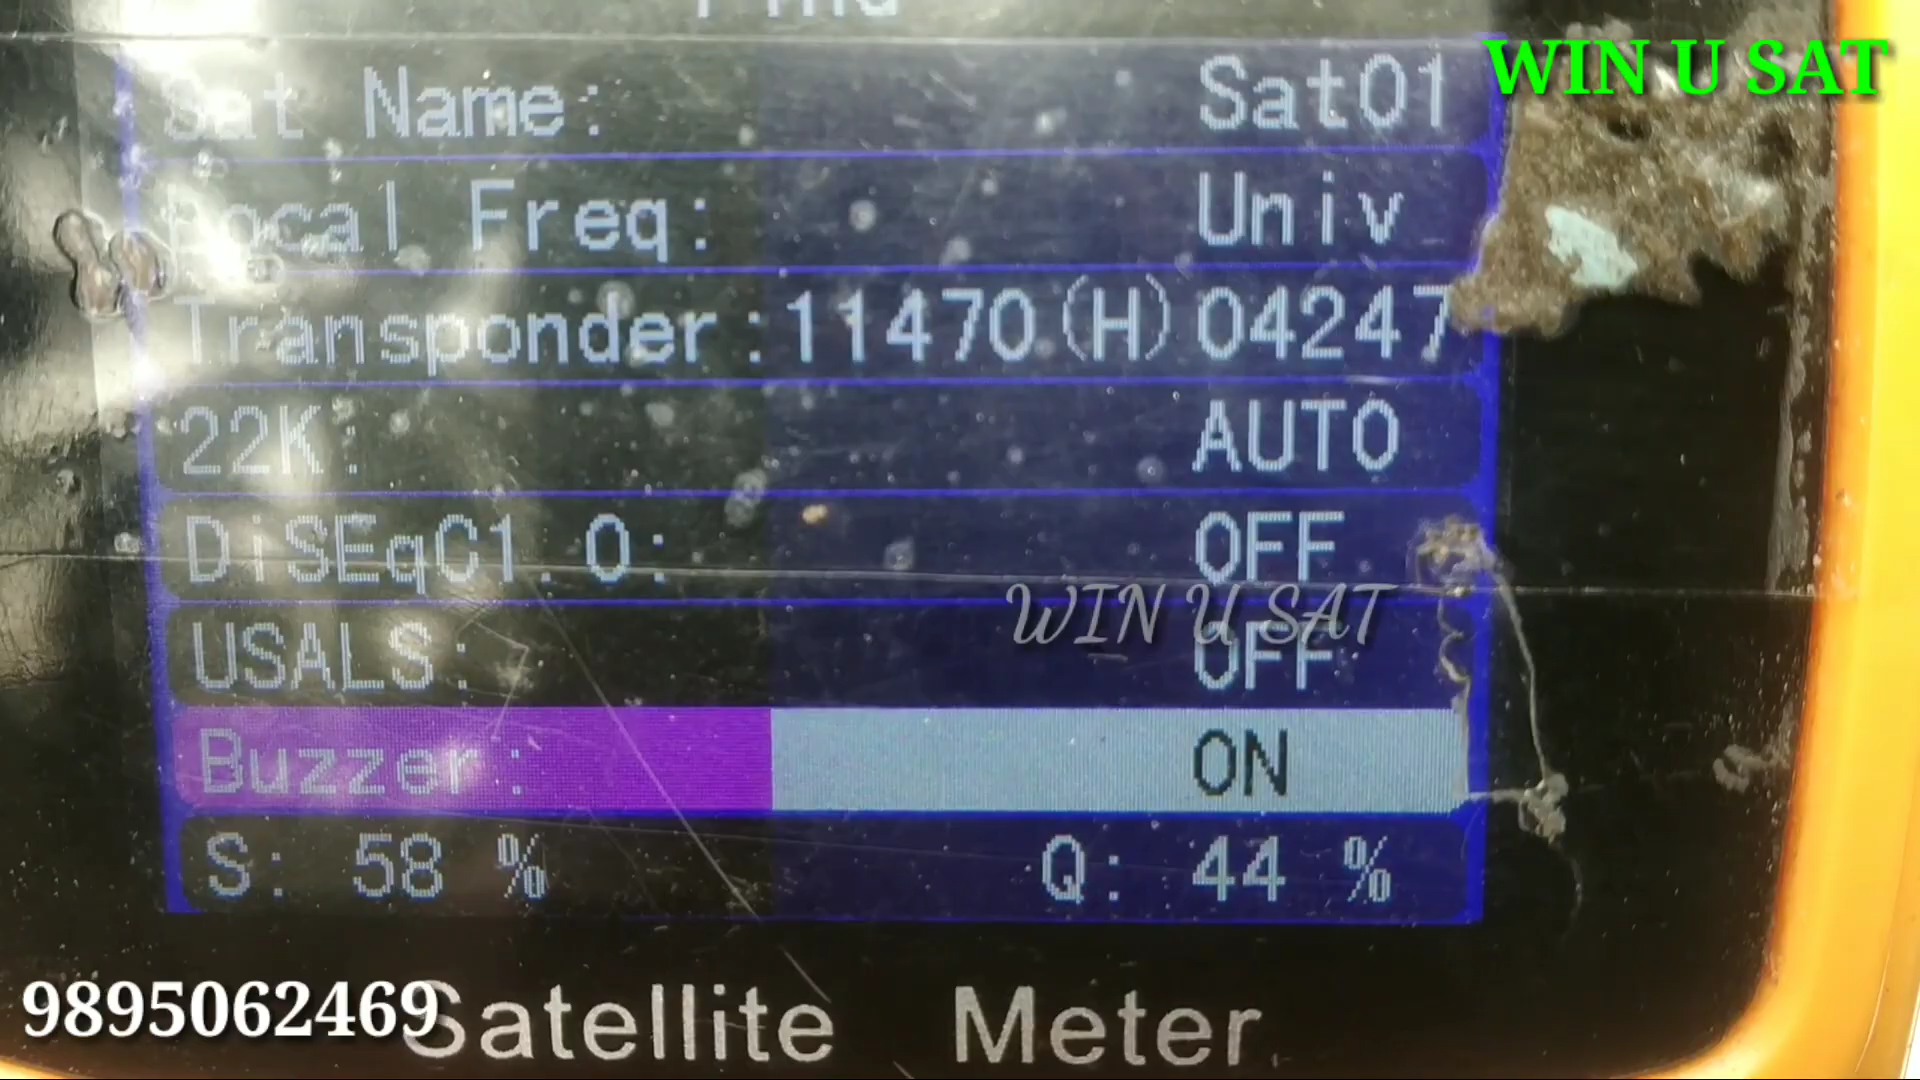 WIN U SAT
Sat Name: Sat01
Local Freq: Univ
Transponder:11470(H)04247
22K: AUTO
DiSEqC1.0: OFF
WIN U SAT
USALS: OFF
Buzzer: ON
S: 58 % Q: 44 %
9895062469
Satellite Meter